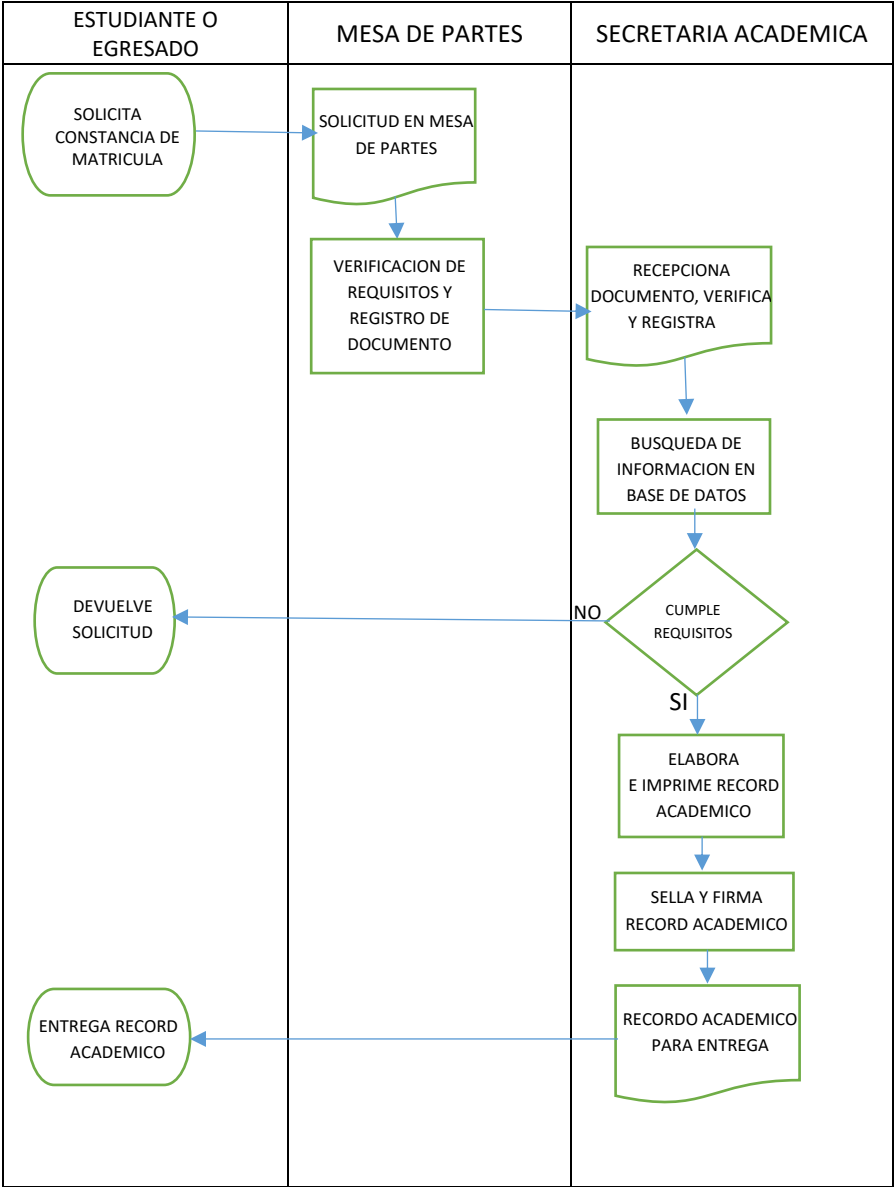 ESTUDIANTE O
EGRESADO
MESA DE PARTES
SECRETARIA ACADEMICA
SOLICITA
CONSTANCIA DE
MATRICULA
SOLICITUD EN MESA
DE PARTES
VERIFICACION DE
REQUISITOS Y
REGISTRO DE
DOCUMENTO
RECEPCIONA
DOCUMENTO, VERIFICA
Y REGISTRA
BUSQUEDA DE
INFORMACION EN
BASE DE DATOS
CUMPLE
REQUISITOS
NO
DEVUELVE
SOLICITUD
SI
ELABORA
E IMPRIME RECORD
ACADEMICO
SELLA Y FIRMA
RECORD ACADEMICO
RECORDO ACADEMICO
PARA ENTREGA
ENTREGA RECORD
ACADEMICO